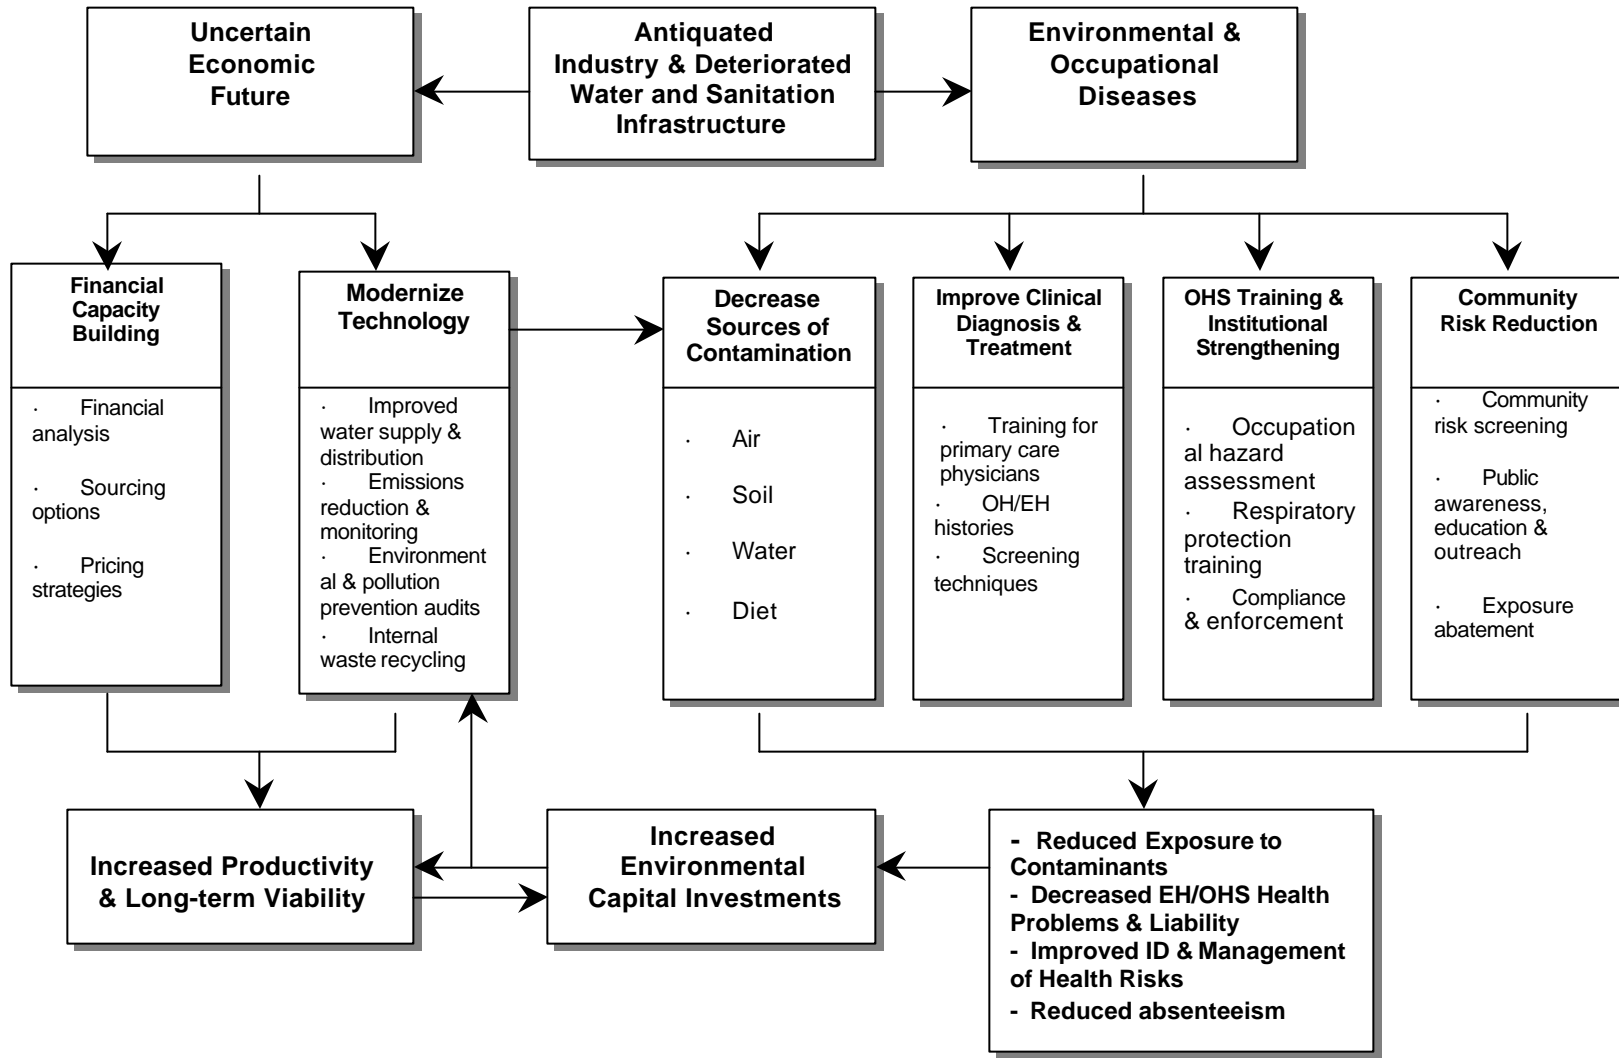 Uncertain
Economic
Future
Antiquated
Industry & Deteriorated
Water and Sanitation
Infrastructure
Environmental &
Occupational
Diseases
Financial
Capacity
Building
· Financial
analysis
· Sourcing
options
· Pricing
strategies
Modernize
Technology
· Improved
water supply &
distribution
· Emissions
reduction &
monitoring
· Environment
al & pollution
prevention audits
· Internal
waste recycling
Decrease
Sources of
Contamination
· Air
· Soil
· Water
· Diet
Improve Clinical
Diagnosis &
Treatment
· Training for
primary care
physicians
· OH/EH
histories
· Screening
techniques
OHS Training &
Institutional
Strengthening
· Occupation
al hazard
assessment
· Respiratory
protection
training
· Compliance
& enforcement
Community
Risk Reduction
· Community
risk screening
· Public
awareness,
education &
outreach
· Exposure
abatement
Increased Productivity
& Long-term Viability
Increased
Environmental
Capital Investments
- Reduced Exposure to
Contaminants
- Decreased EH/OHS Health
Problems & Liability
- Improved ID & Management
of Health Risks
- Reduced absenteeism